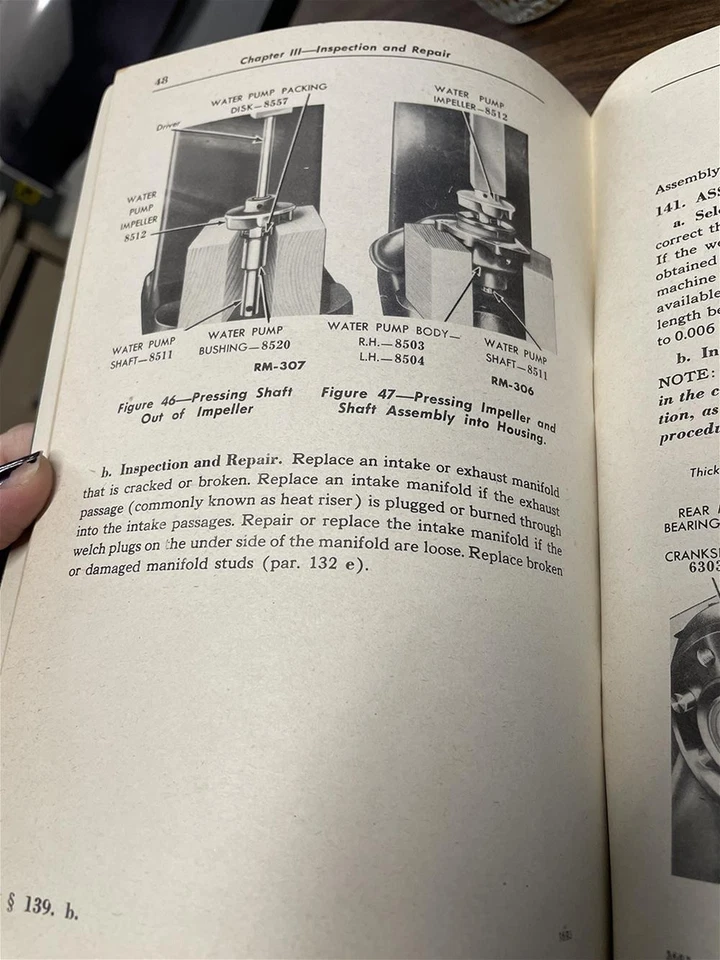 48
Chapter III—Inspection and Repair
WATER PUMP PACKING
DISK—8557
Driver
WATER
PUMP
IMPELLER
8512
WATER PUMP
SHAFT—8511
WATER PUMP
BUSHING—8520
RM-307
Figure 46—Pressing Shaft
Out of Impeller
WATER PUMP
IMPELLER—8512
WATER PUMP BODY—
R.H.—8503
L.H.—8504
WATER PUMP
SHAFT—8511
RM-306
Figure 47—Pressing Impeller and
Shaft Assembly into Housing.
b. Inspection and Repair. Replace an intake or exhaust manifold
that is cracked or broken. Replace an intake manifold if the exhaust
passage (commonly known as heat riser) is plugged or burned through
into the intake passages. Repair or replace the intake manifold if the
welch plugs on the under side of the manifold are loose. Replace broken
or damaged manifold studs (par. 132 e).
§ 139. b.
Assembly
141. ASS
a. Sele
correct th
If the we
obtained
machine
available
length be
to 0.006
b. In
NOTE:
in the c
tion, as
procedu
Thick
REAR
BEARING
CRANKS
6303